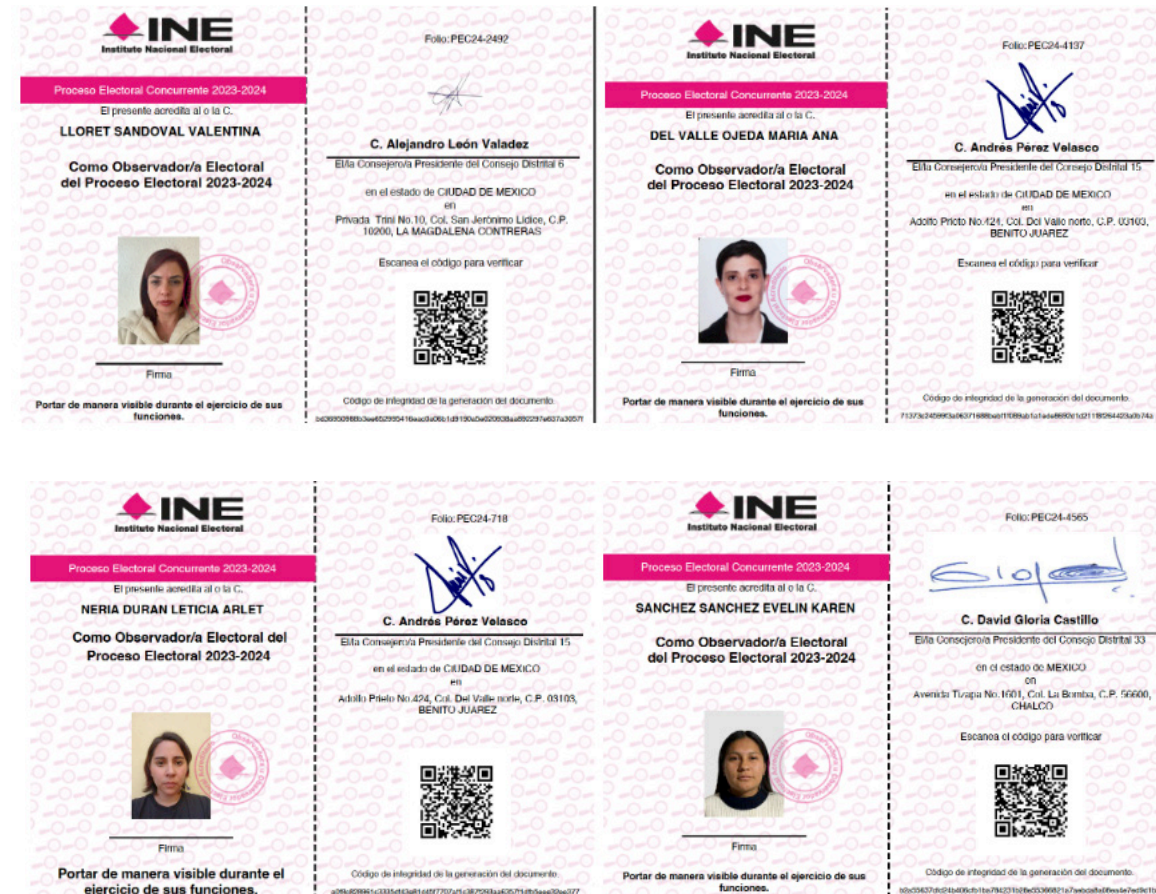 INE
Instituto Nacional Electoral
Proceso Electoral Concurrente 2023-2024
El presente acredita al o la C.
LLORET SANDOVAL VALENTINA
Como Observador/a Electoral
del Proceso Electoral 2023-2024
Firma
Portar de manera visible durante el ejercicio de sus
funciones.
Folio: PEC24-2492
C. Alejandro León Valadez
El/la Consejero/a Presidente del Consejo Distrital 6
en el estado de CIUDAD DE MEXICO
en
Privada Trini No.10, Col. San Jerónimo Lídice, C.P.
10200, LA MAGDALENA CONTRERAS
Escanea el código para verificar
Código de integridad de la generación del documento.
INE
Instituto Nacional Electoral
Proceso Electoral Concurrente 2023-2024
El presente acredita al o la C.
DEL VALLE OJEDA MARIA ANA
Como Observador/a Electoral
del Proceso Electoral 2023-2024
Firma
Portar de manera visible durante el ejercicio de sus
funciones.
Folio: PEC24-4137
C. Andrés Pérez Velasco
El/la Consejero/a Presidente del Consejo Distrital 15
en el estado de CIUDAD DE MEXICO
en
Adolfo Prieto No.424, Col. Del Valle norte, C.P. 03103,
BENITO JUAREZ
Escanea el código para verificar
Código de integridad de la generación del documento.
INE
Instituto Nacional Electoral
Proceso Electoral Concurrente 2023-2024
El presente acredita al o la C.
NERIA DURAN LETICIA ARLET
Como Observador/a Electoral del
Proceso Electoral 2023-2024
Firma
Portar de manera visible durante el
ejercicio de sus funciones.
Folio: PEC24-718
C. Andrés Pérez Velasco
El/la Consejero/a Presidente del Consejo Distrital 15
en el estado de CIUDAD DE MEXICO
en
Adolfo Prieto No.424, Col. Del Valle norte, C.P. 03103,
BENITO JUAREZ
Código de integridad de la generación del documento.
INE
Instituto Nacional Electoral
Proceso Electoral Concurrente 2023-2024
El presente acredita al o la C.
SANCHEZ SANCHEZ EVELIN KAREN
Como Observador/a Electoral
del Proceso Electoral 2023-2024
Firma
Portar de manera visible durante el ejercicio de sus
funciones.
Folio: PEC24-4565
C. David Gloria Castillo
El/la Consejero/a Presidente del Consejo Distrital 33
en el estado de MEXICO
en
Avenida Tizapa No.1601, Col. La Bomba, C.P. 56600,
CHALCO
Escanea el código para verificar
Código de integridad de la generación del documento.